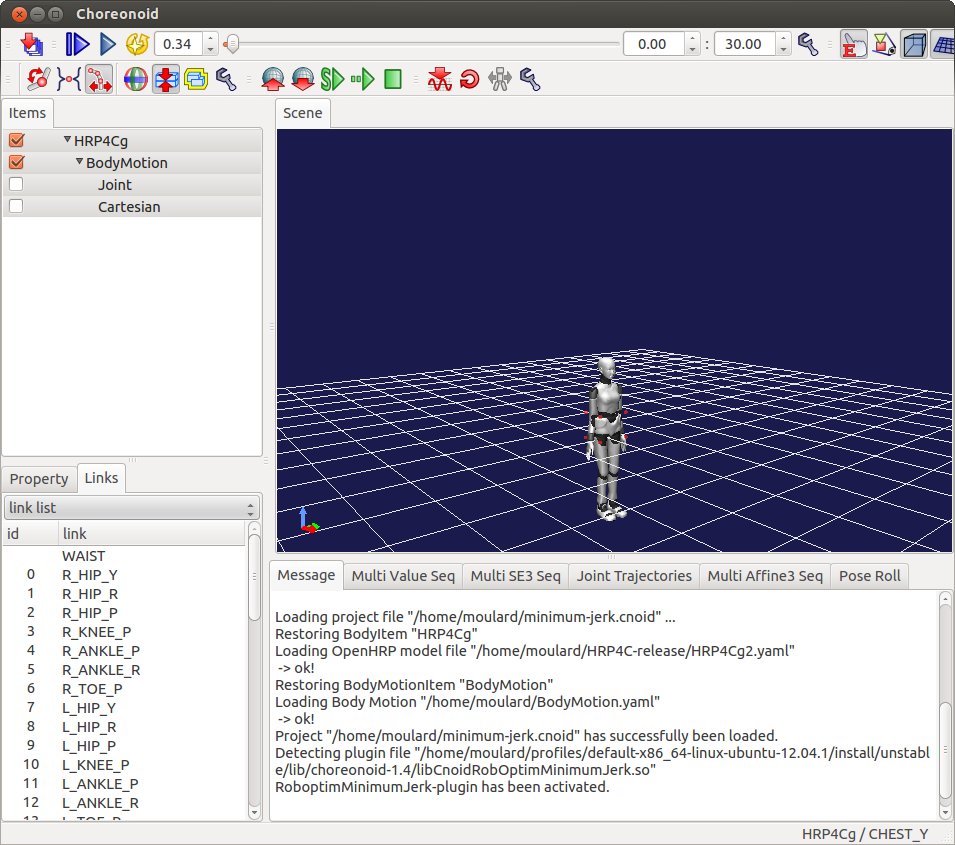 Choreonoid
0.34
0.00
:
30.00
E
Items
Scene
HRP4Cg
BodyMotion
Joint
Cartesian
Property
Links
link list
id link
WAIST
0 R_HIP_Y
1 R_HIP_R
2 R_HIP_P
3 R_KNEE_P
4 R_ANKLE_P
5 R_ANKLE_R
6 R_TOE_P
7 L_HIP_Y
8 L_HIP_R
9 L_HIP_P
10 L_KNEE_P
11 L_ANKLE_P
12 L_ANKLE_R
13 L_TOE_P
Message
Multi Value Seq
Multi SE3 Seq
Joint Trajectories
Multi Affine3 Seq
Pose Roll
Loading project file "/home/moulard/minimum-jerk.cnoid" ...
Restoring BodyItem "HRP4Cg"
Loading OpenHRP model file "/home/moulard/HRP4C-release/HRP4Cg2.yaml"
-> ok!
Restoring BodyMotionItem "BodyMotion"
Loading Body Motion "/home/moulard/BodyMotion.yaml"
-> ok!
Project "/home/moulard/minimum-jerk.cnoid" has successfully been loaded.
Detecting plugin file "/home/moulard/profiles/default-x86_64-linux-ubuntu-12.04.1/install/unstabl
e/lib/choreonoid-1.4/libCnoidRobOptimMinimumJerk.so"
RoboptimMinimumJerk-plugin has been activated.
HRP4Cg / CHEST_Y